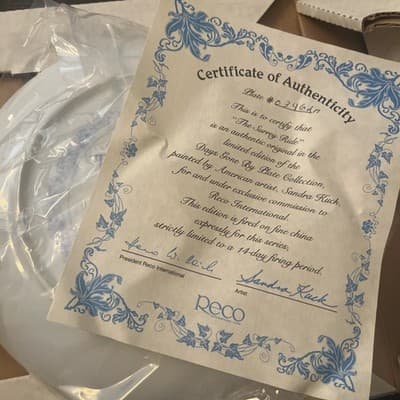 Certificate of Authenticity
Plate #
This is to certify that
"The Surrey Ride"
is an authentic original in the
limited edition of the
Days Gone By Plate Collection,
painted by American artist, Sandra Kuck,
for and under exclusive commission to
Reco International.
This edition is fired on fine china
expressly for this series,
strictly limited to a 14-day firing period.
President Reco International
Sandra Kuck
Artist
Reco